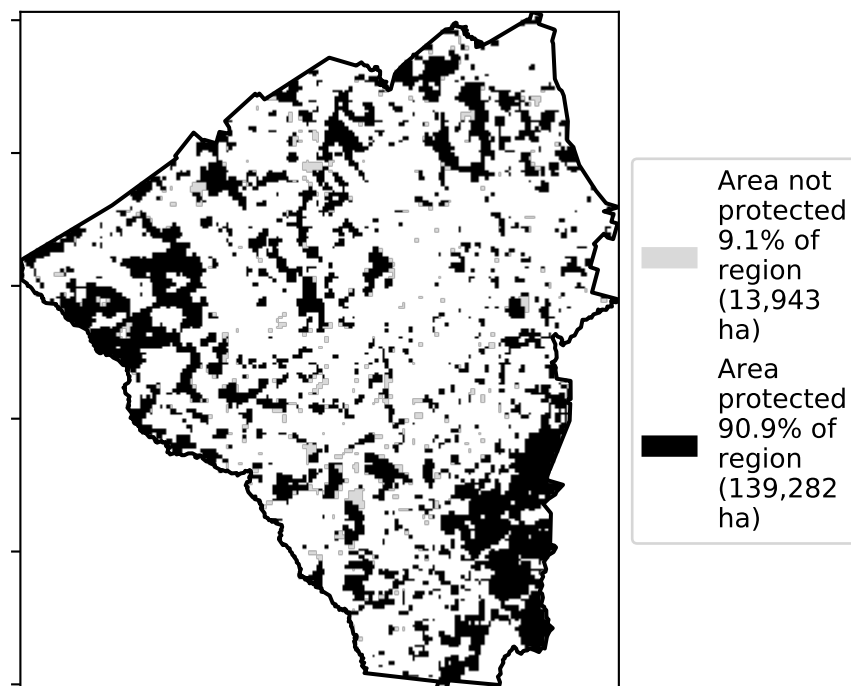 Area not
protected
9.1% of
region
(13,943
ha)
Area
protected
90.9% of
region
(139,282
ha)